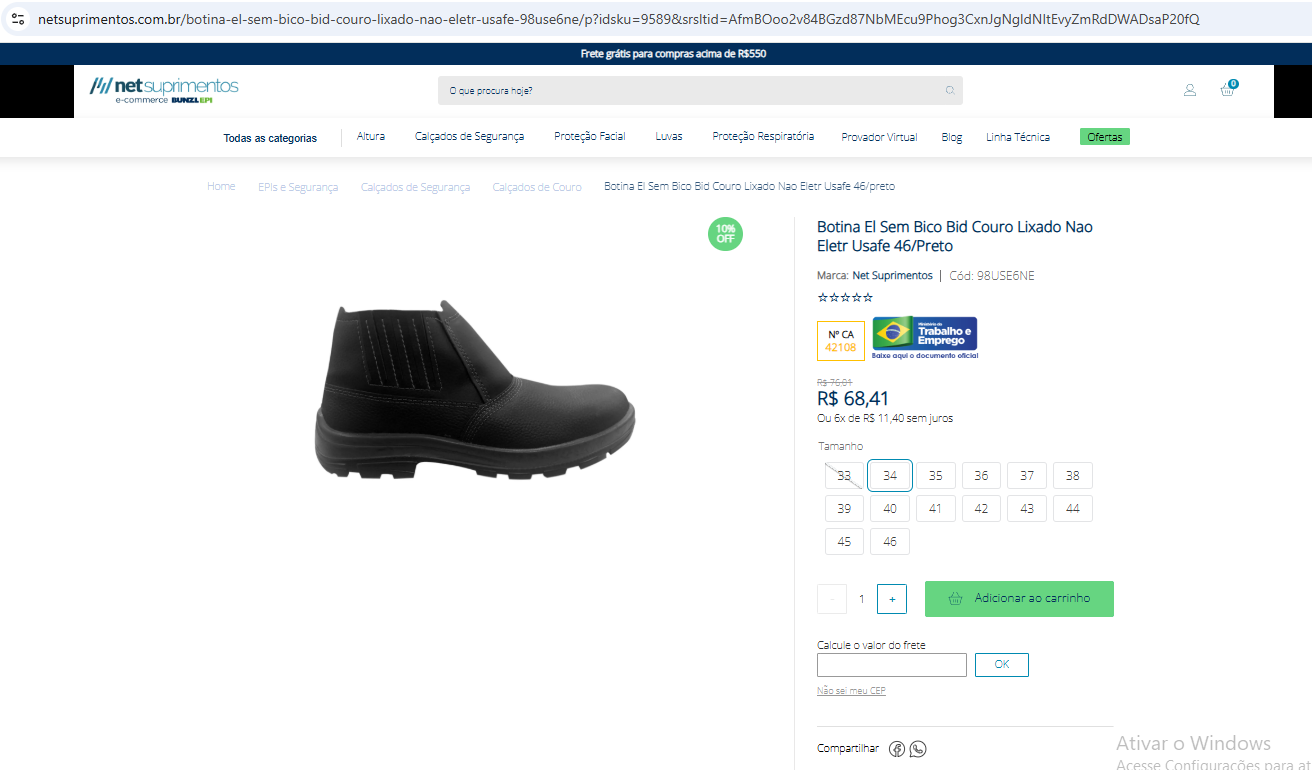 netsuprimentos.com.br/botina-el-sem-bico-bid-couro-lixado-nao-eletr-usafe-98use6ne/p?idsku=9589&srsltid=AfmBOoo2v84BGzd87NbMEcu9Phog3CxnJgNgIdNItEvyZmRdDWADsaP20fQ
Frete grátis para compras acima de R$550
netsuprimentos
e-commerce BUNZL EPI
O que procura hoje?
0
Todas as categorias
Altura
Calçados de Segurança
Proteção Facial
Luvas
Proteção Respiratória
Provador Virtual
Blog
Linha Técnica
Ofertas
Home
EPIs e Segurança
Calçados de Segurança
Calçados de Couro
Botina El Sem Bico Bid Couro Lixado Nao Eletr Usafe 46/preto
10%
OFF
Botina El Sem Bico Bid Couro Lixado Nao
Eletr Usafe 46/Preto
Marca: Net Suprimentos | Cód: 98USE6NE
Nº CA
42108
Ministério do
Trabalho e
Emprego
Baixe aqui o documento oficial
R$ 76,01
R$ 68,41
Ou 6x de R$ 11,40 sem juros
Tamanho
33 34 35 36 37 38
39 40 41 42 43 44
45 46
- 1 + Adicionar ao carrinho
Calcule o valor do frete
OK
Não sei meu CEP
Compartilhar
Ativar o Windows
Acesse Configurações para at